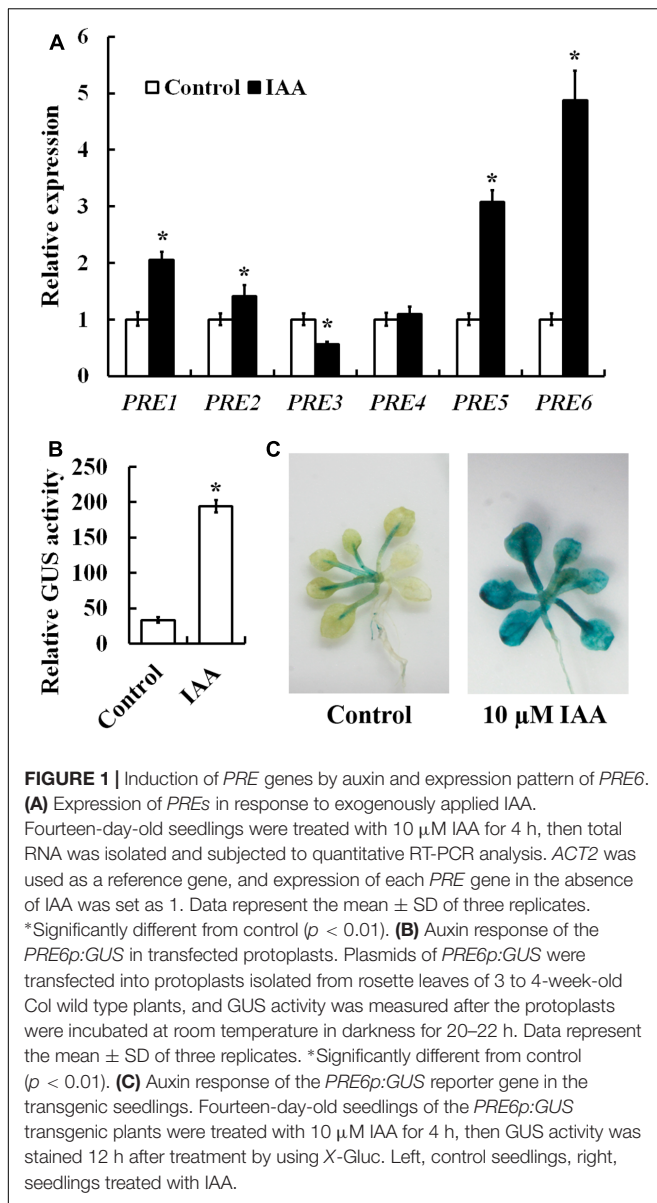 A
Relative expression
6
5
4
3
2
1
0
Control IAA
* * * * *
PRE1 PRE2 PRE3 PRE4 PRE5 PRE6
B
Relative GUS activity
250
200
150
100
50
0
*
Control IAA
C
Control 10 µM IAA
FIGURE 1 | Induction of PRE genes by auxin and expression pattern of PRE6.
(A) Expression of PREs in response to exogenously applied IAA.
Fourteen-day-old seedlings were treated with 10 µM IAA for 4 h, then total
RNA was isolated and subjected to quantitative RT-PCR analysis. ACT2 was
used as a reference gene, and expression of each PRE gene in the absence
of IAA was set as 1. Data represent the mean ± SD of three replicates.
*Significantly different from control (p < 0.01). (B) Auxin response of the
PRE6p:GUS in transfected protoplasts. Plasmids of PRE6p:GUS were
transfected into protoplasts isolated from rosette leaves of 3 to 4-week-old
Col wild type plants, and GUS activity was measured after the protoplasts
were incubated at room temperature in darkness for 20–22 h. Data represent
the mean ± SD of three replicates. *Significantly different from control
(p < 0.01). (C) Auxin response of the PRE6p:GUS reporter gene in the
transgenic seedlings. Fourteen-day-old seedlings of the PRE6p:GUS
transgenic plants were treated with 10 µM IAA for 4 h, then GUS activity was
stained 12 h after treatment by using X-Gluc. Left, control seedlings, right,
seedlings treated with IAA.